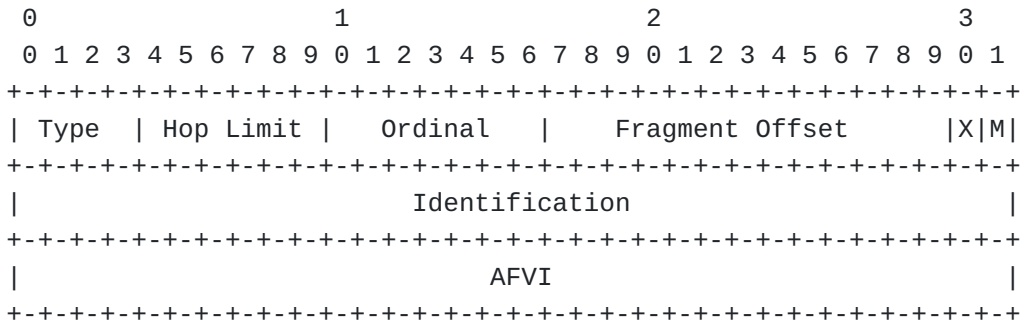 0                   1                   2                   3
 0 1 2 3 4 5 6 7 8 9 0 1 2 3 4 5 6 7 8 9 0 1 2 3 4 5 6 7 8 9 0 1
+-+-+-+-+-+-+-+-+-+-+-+-+-+-+-+-+-+-+-+-+-+-+-+-+-+-+-+-+-+-+-+-+
| Type  | Hop Limit |   Ordinal   |    Fragment Offset      |X|M|
+-+-+-+-+-+-+-+-+-+-+-+-+-+-+-+-+-+-+-+-+-+-+-+-+-+-+-+-+-+-+-+-+
|                         Identification                        |
+-+-+-+-+-+-+-+-+-+-+-+-+-+-+-+-+-+-+-+-+-+-+-+-+-+-+-+-+-+-+-+-+
|                              AFVI                             |
+-+-+-+-+-+-+-+-+-+-+-+-+-+-+-+-+-+-+-+-+-+-+-+-+-+-+-+-+-+-+-+-+